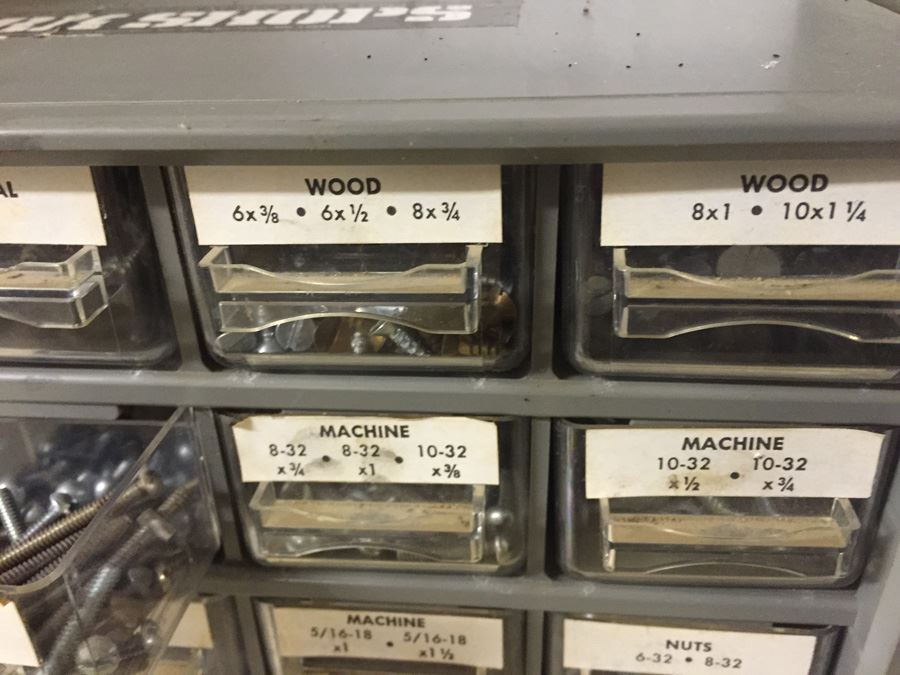 AL
WOOD
6x3/8 • 6x1/2 • 8x3/4
WOOD
8x1 • 10x1 1/4
MACHINE
8-32 • 8-32 • 10-32
x3/4 x1 x3/8
MACHINE
10-32 • 10-32
x1/2 x3/4
MACHINE
5/16-18 • 5/16-18
x1 x1 1/2
NUTS
6-32 • 8-32